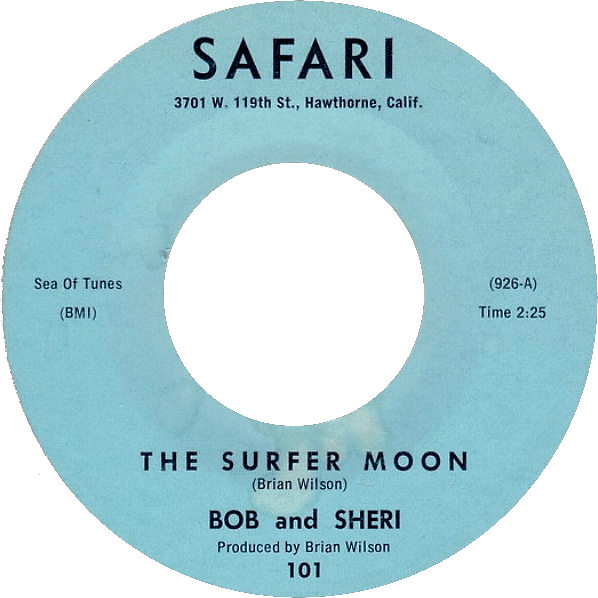 SAFARI
3701 W. 119th St., Hawthorne, Calif.
Sea Of Tunes
(BMI)
(926-A)
Time 2:25
THE SURFER MOON
(Brian Wilson)
BOB and SHERI
Produced by Brian Wilson
101